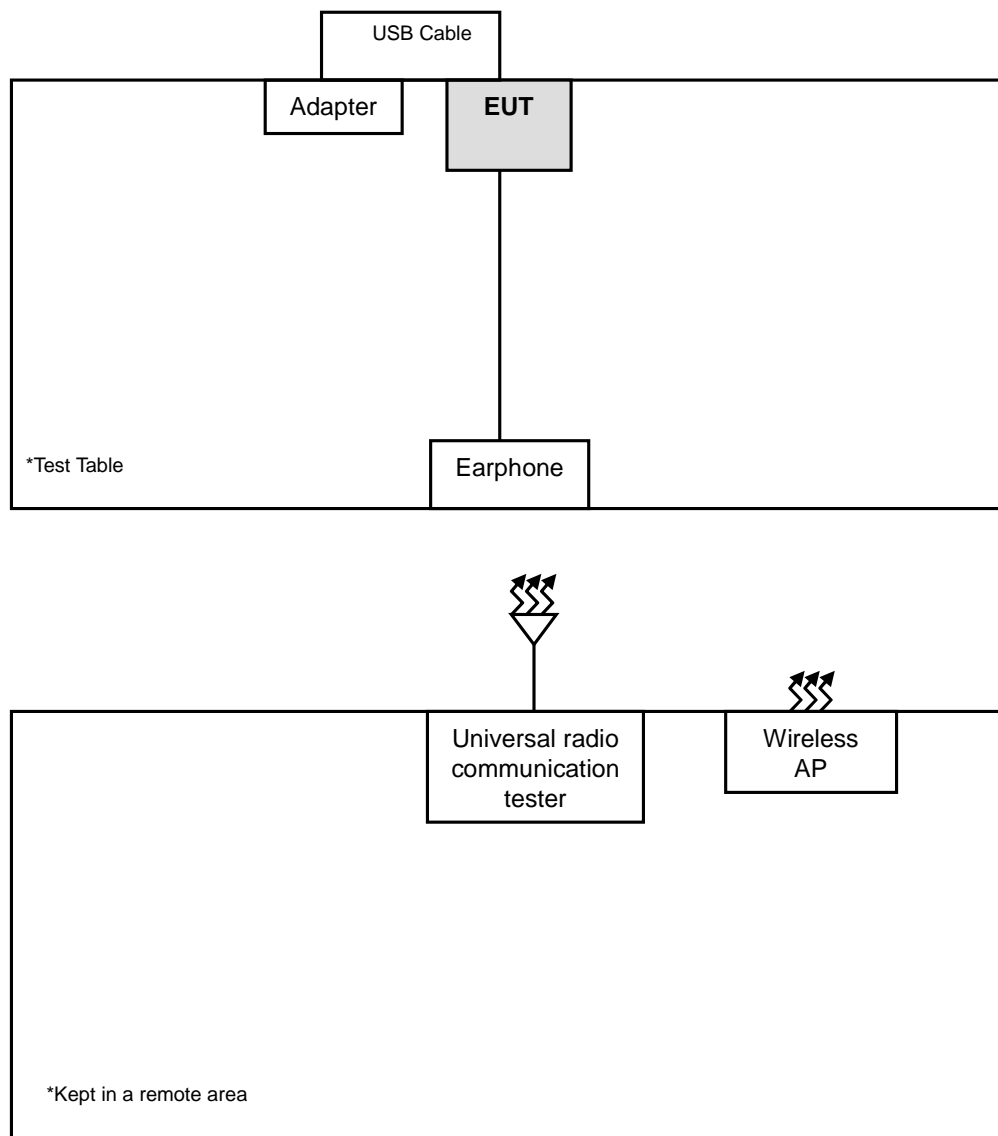 USB Cable
Adapter
EUT
*Test Table
Earphone
Universal radio
communication
tester
Wireless
AP
*Kept in a remote area